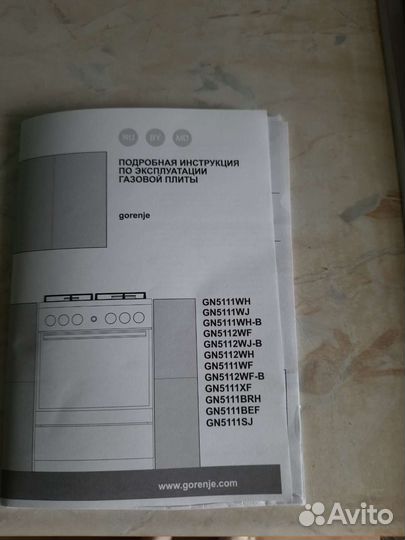 RU BY MD
ПОДРОБНАЯ ИНСТРУКЦИЯ
ПО ЭКСПЛУАТАЦИИ
ГАЗОВОЙ ПЛИТЫ
gorenje
GN5111WH
GN5111WJ
GN5111WH-B
GN5112WF
GN5112WJ-B
GN5112WH
GN5111WF
GN5112WF-B
GN5111XF
GN5111BRH
GN5111BEF
GN5111SJ
www.gorenje.com
Avito